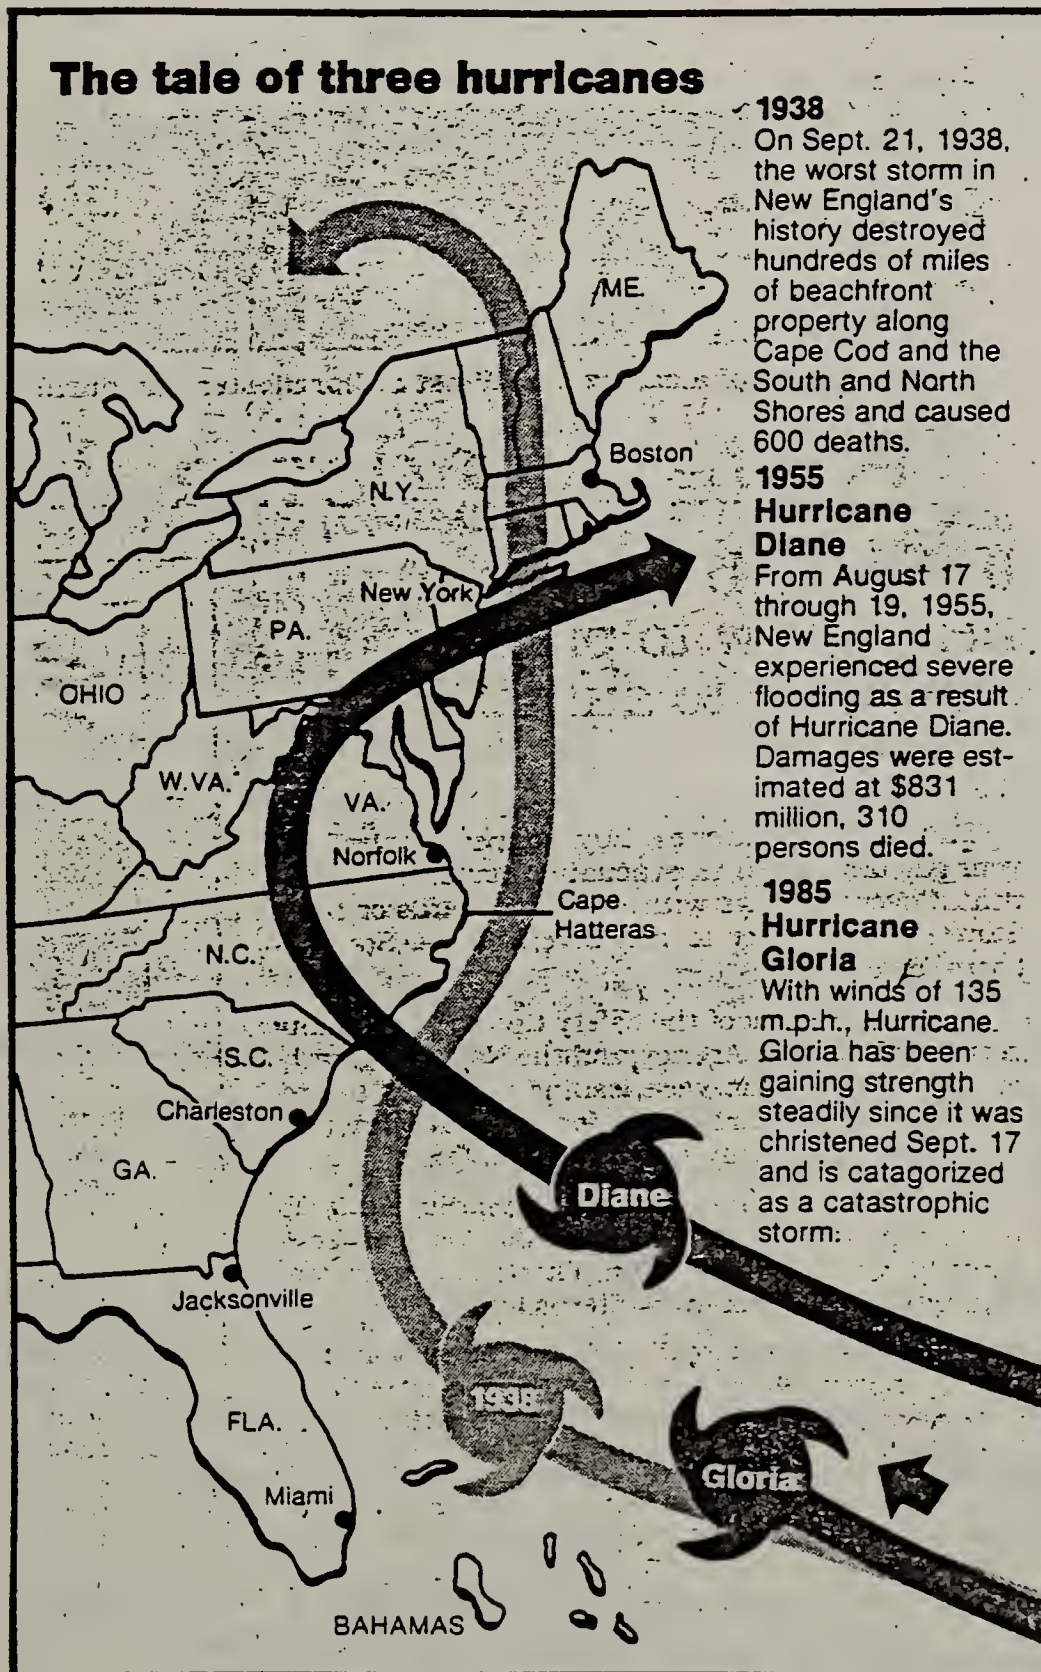 The tale of three hurricanes
1938
On Sept. 21, 1938,
the worst storm in
New England's
history destroyed
hundreds of miles
of beachfront
property along
Cape Cod and the
South and North
Shores and caused
600 deaths.
1955
Hurricane
Diane
From August 17
through 19, 1955,
New England
experienced severe
flooding as a result
of Hurricane Diane.
Damages were est-
imated at $831
million, 310
persons died.
1985
Hurricane
Gloria
With winds of 135
m.p.h., Hurricane
Gloria has been
gaining strength
steadily since it was
christened Sept. 17
and is catagorized
as a catastrophic
storm.
ME.
Boston
N.Y.
New York
PA.
OHIO
W.VA.
VA.
Norfolk
Cape
Hatteras
N.C.
S.C.
Charleston
GA.
Diane
Jacksonville
1938
FLA.
Gloria
Miami
BAHAMAS